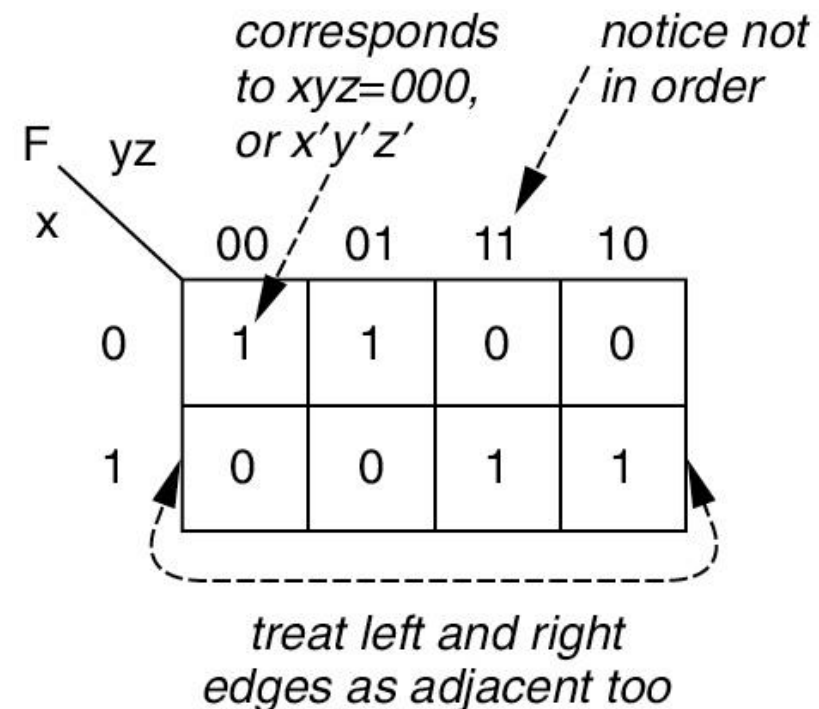 corresponds
to xyz=000,
or x′y′z′
notice not
in order
F yz
x
00 01 11 10
0 1 1 0 0
1 0 0 1 1
treat left and right
edges as adjacent too